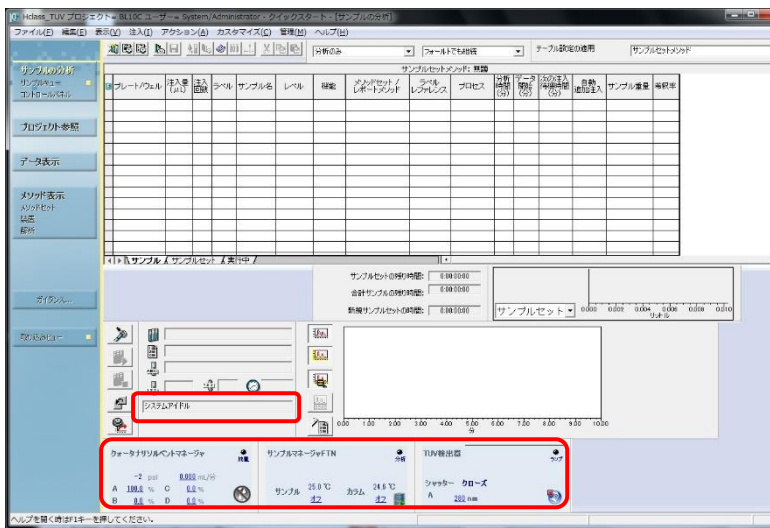 Hclass_TUV プロジェクト= BL10C ユーザー= System/Administrator - クイックスタート - [サンプルの分析]
ファイル(F) 編集(E) 表示(V) 注入(I) アクション(A) カスタマイズ(C) 管理(M) ヘルプ(H)
分析のみ フォールトでも継続 テーブル設定の適用 サンプルセットメソッド
サンプルセットメソッド: 無題
プレート/ウェル 注入量(μL) 注入回数 ラベル サンプル名 レベル 機能 メソッドセット/レポートメソッド ラベルレファレンス プロセス 分析時間(分) データ開始(分) 次の注入待機時間(分) 自動追加注入 サンプル重量 希釈率
サンプルの分析
サンプルキュー
コントロールパネル
プロジェクト参照
データ表示
メソッド表示
メソッドセット
装置
解析
ガイダンス...
取り込みビュー
サンプル サンプルセット 実行中
サンプルセットの残り時間: 0:00:00:00
合計サンプルの残り時間: 0:00:00:00
新規サンプルセットの時間: 0:00:00:00
サンプルセット
0.000 0.002 0.004 0.006 0.008 0.010
リットル
システムアイドル
0.00 1.00 2.00 3.00 4.00 5.00 6.00 7.00 8.00 9.00 10.00
分
クォータナリソルベントマネージャ
-2 psi 0.000 mL/分
A 100.0 % C 0.0 %
B 0.0 % D 0.0 %
サンプルマネージャFTN 分析
サンプル 25.0 ℃ カラム 24.6 ℃
オフ オフ
TUV検出器 ランプ
シャッター クローズ
A 280 nm
ヘルプを開く時はF1キーを押してください。